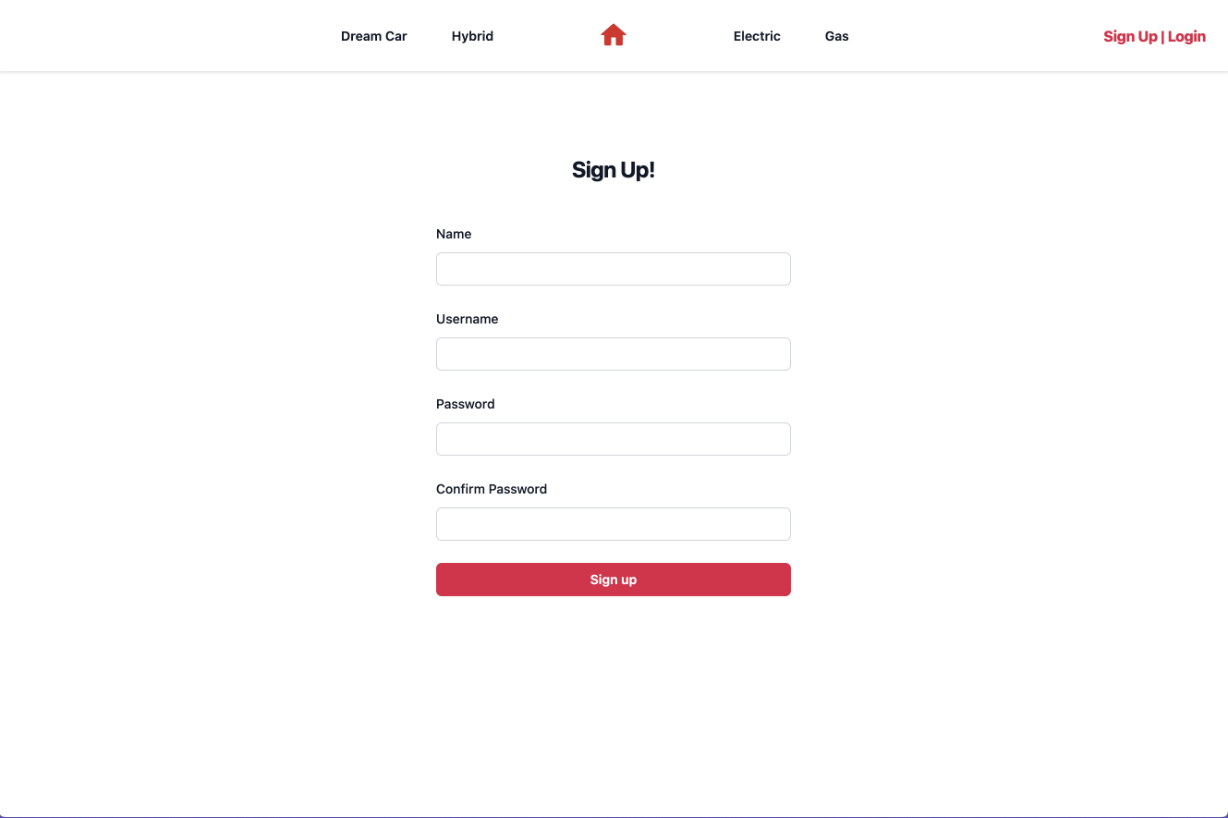 Dream Car Hybrid Electric Gas Sign Up | Login
Sign Up!
Name
Username
Password
Confirm Password
Sign up